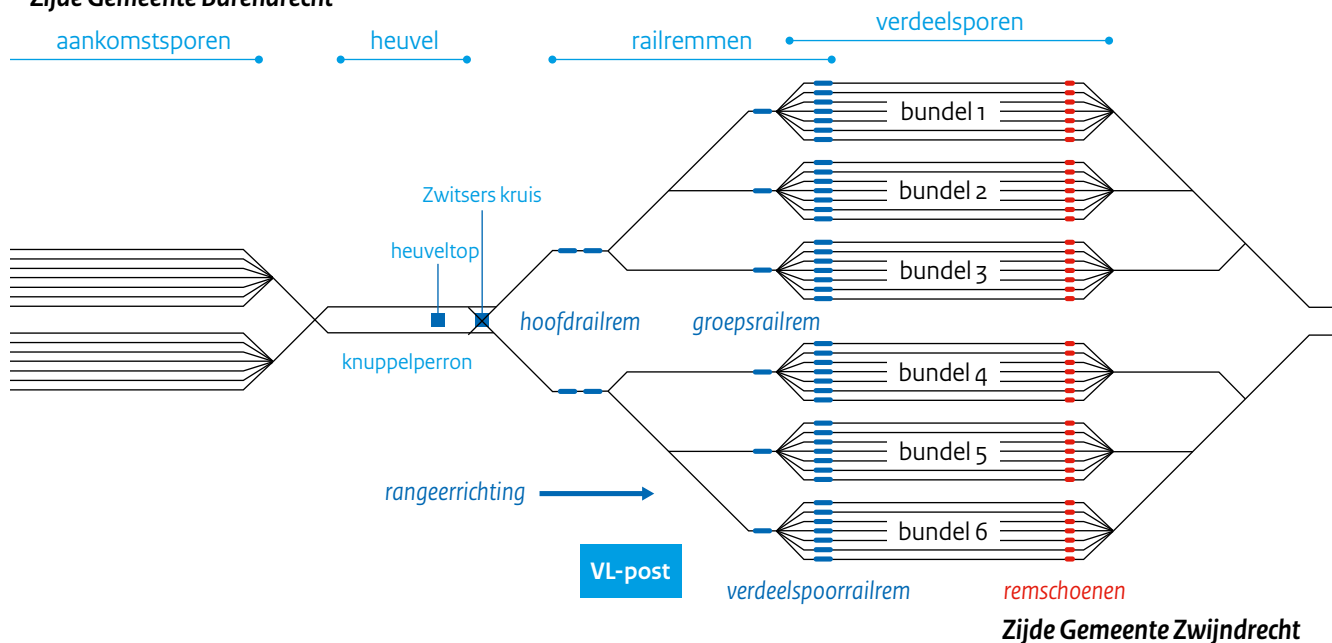 Zijde Gemeente Barendrecht
aankomstsporen
heuvel
railremmen
verdeelsporen
bundel 1
Zwitsers kruis
bundel 2
heuveltop
bundel 3
hoofdrailrem
groepsrailrem
knuppelperron
bundel 4
bundel 5
rangeerrichting
bundel 6
VL-post
verdeelspoorrailrem
remschoenen
Zijde Gemeente Zwijndrecht